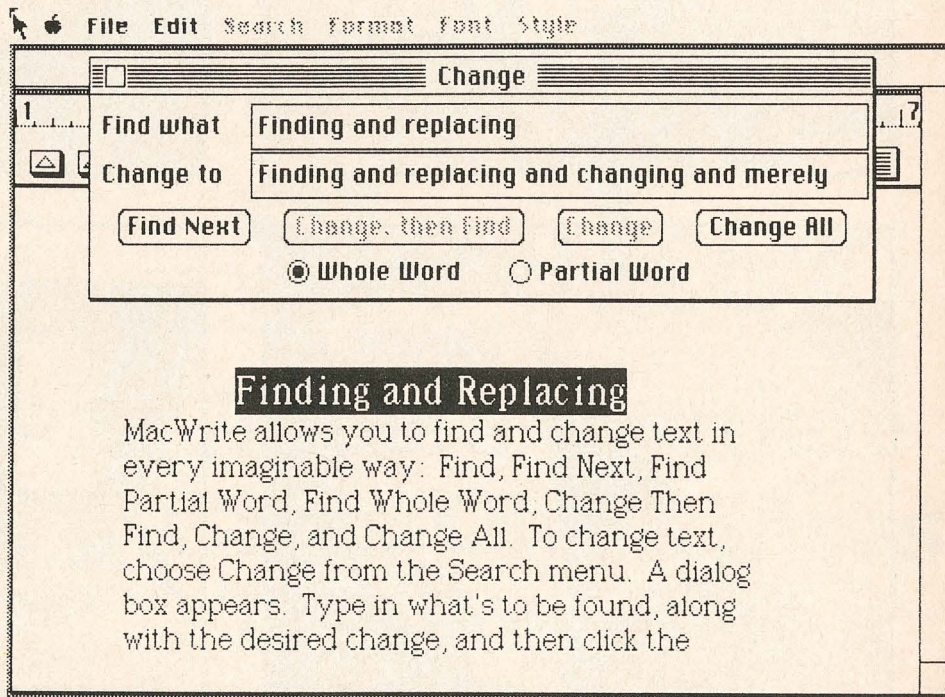 File Edit Search Format Font Style
Change
1 7
Find what Finding and replacing
Change to Finding and replacing and changing and merely
Find Next Change, then Find Change Change All
Whole Word Partial Word
Finding and Replacing
MacWrite allows you to find and change text in
every imaginable way: Find, Find Next, Find
Partial Word, Find Whole Word, Change Then
Find, Change, and Change All. To change text,
choose Change from the Search menu. A dialog
box appears. Type in what's to be found, along
with the desired change, and then click the